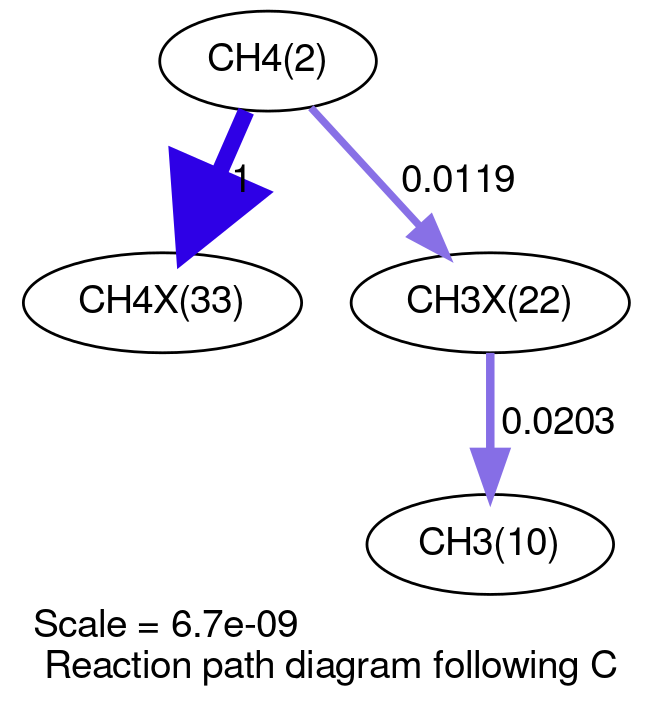 CH4(2)
1
0.0119
CH4X(33)
CH3X(22)
0.0203
CH3(10)
Scale = 6.7e-09
Reaction path diagram following C